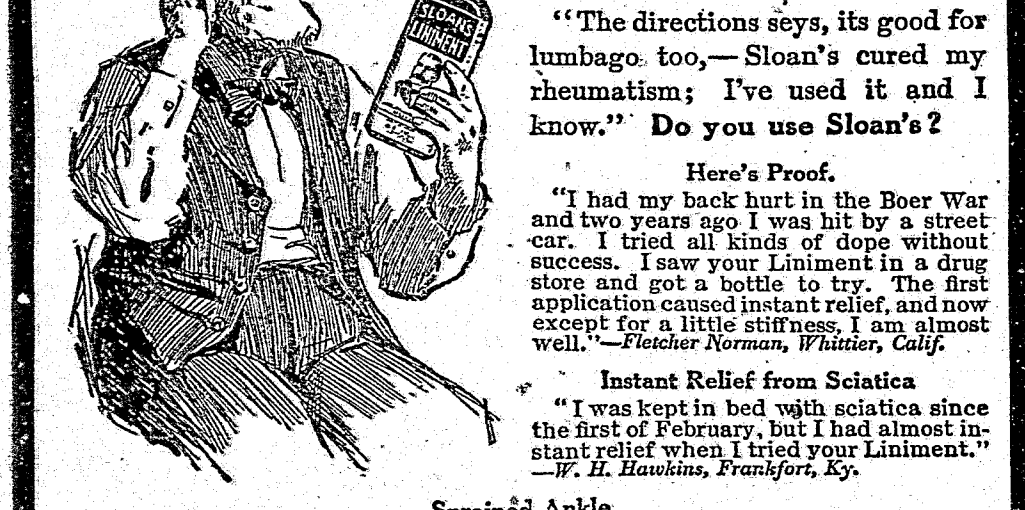 SLOAN'S
LINIMENT
"The directions seys, its good for
lumbago too,—Sloan's cured my
rheumatism; I've used it and I
know." Do you use Sloan's?
Here's Proof.
"I had my back hurt in the Boer War
and two years ago I was hit by a street
car. I tried all kinds of dope without
success. I saw your Liniment in a drug
store and got a bottle to try. The first
application caused instant relief, and now
except for a little stiffness, I am almost
well."—Fletcher Norman, Whittier, Calif.
Instant Relief from Sciatica
"I was kept in bed with sciatica since
the first of February, but I had almost in-
stant relief when I tried your Liniment."
—W. H. Hawkins, Frankfort, Ky.
Sprained Ankle